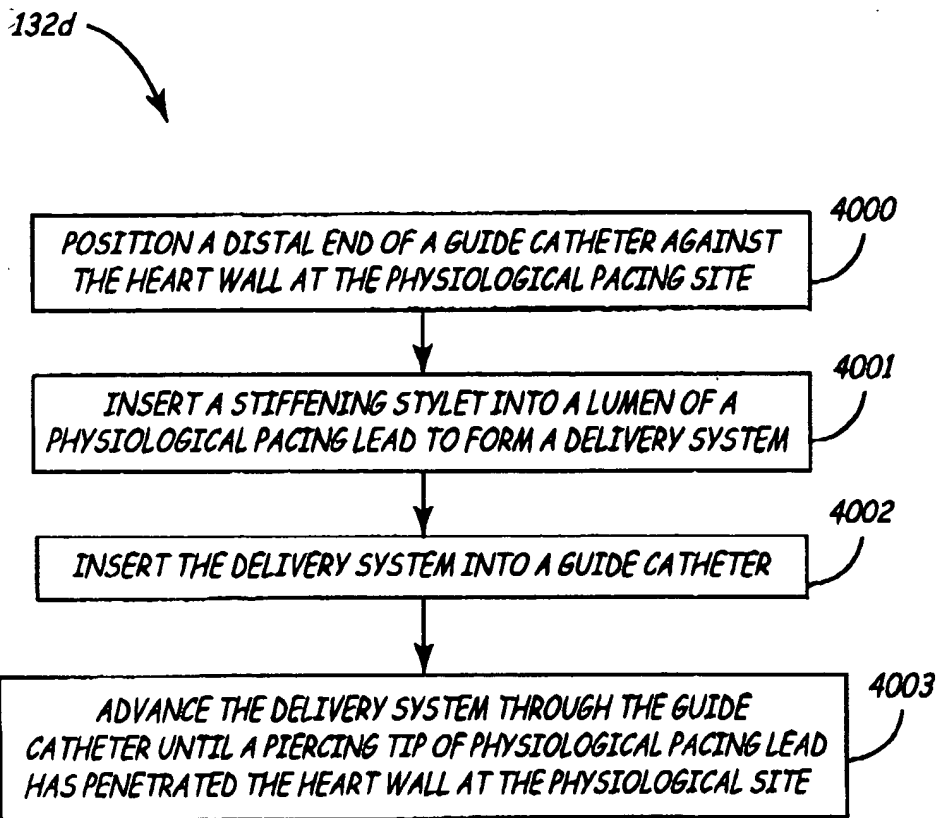 132d
4000
POSITION A DISTAL END OF A GUIDE CATHETER AGAINST
THE HEART WALL AT THE PHYSIOLOGICAL PACING SITE
4001
INSERT A STIFFENING STYLET INTO A LUMEN OF A
PHYSIOLOGICAL PACING LEAD TO FORM A DELIVERY SYSTEM
4002
INSERT THE DELIVERY SYSTEM INTO A GUIDE CATHETER
4003
ADVANCE THE DELIVERY SYSTEM THROUGH THE GUIDE
CATHETER UNTIL A PIERCING TIP OF PHYSIOLOGICAL PACING LEAD
HAS PENETRATED THE HEART WALL AT THE PHYSIOLOGICAL SITE